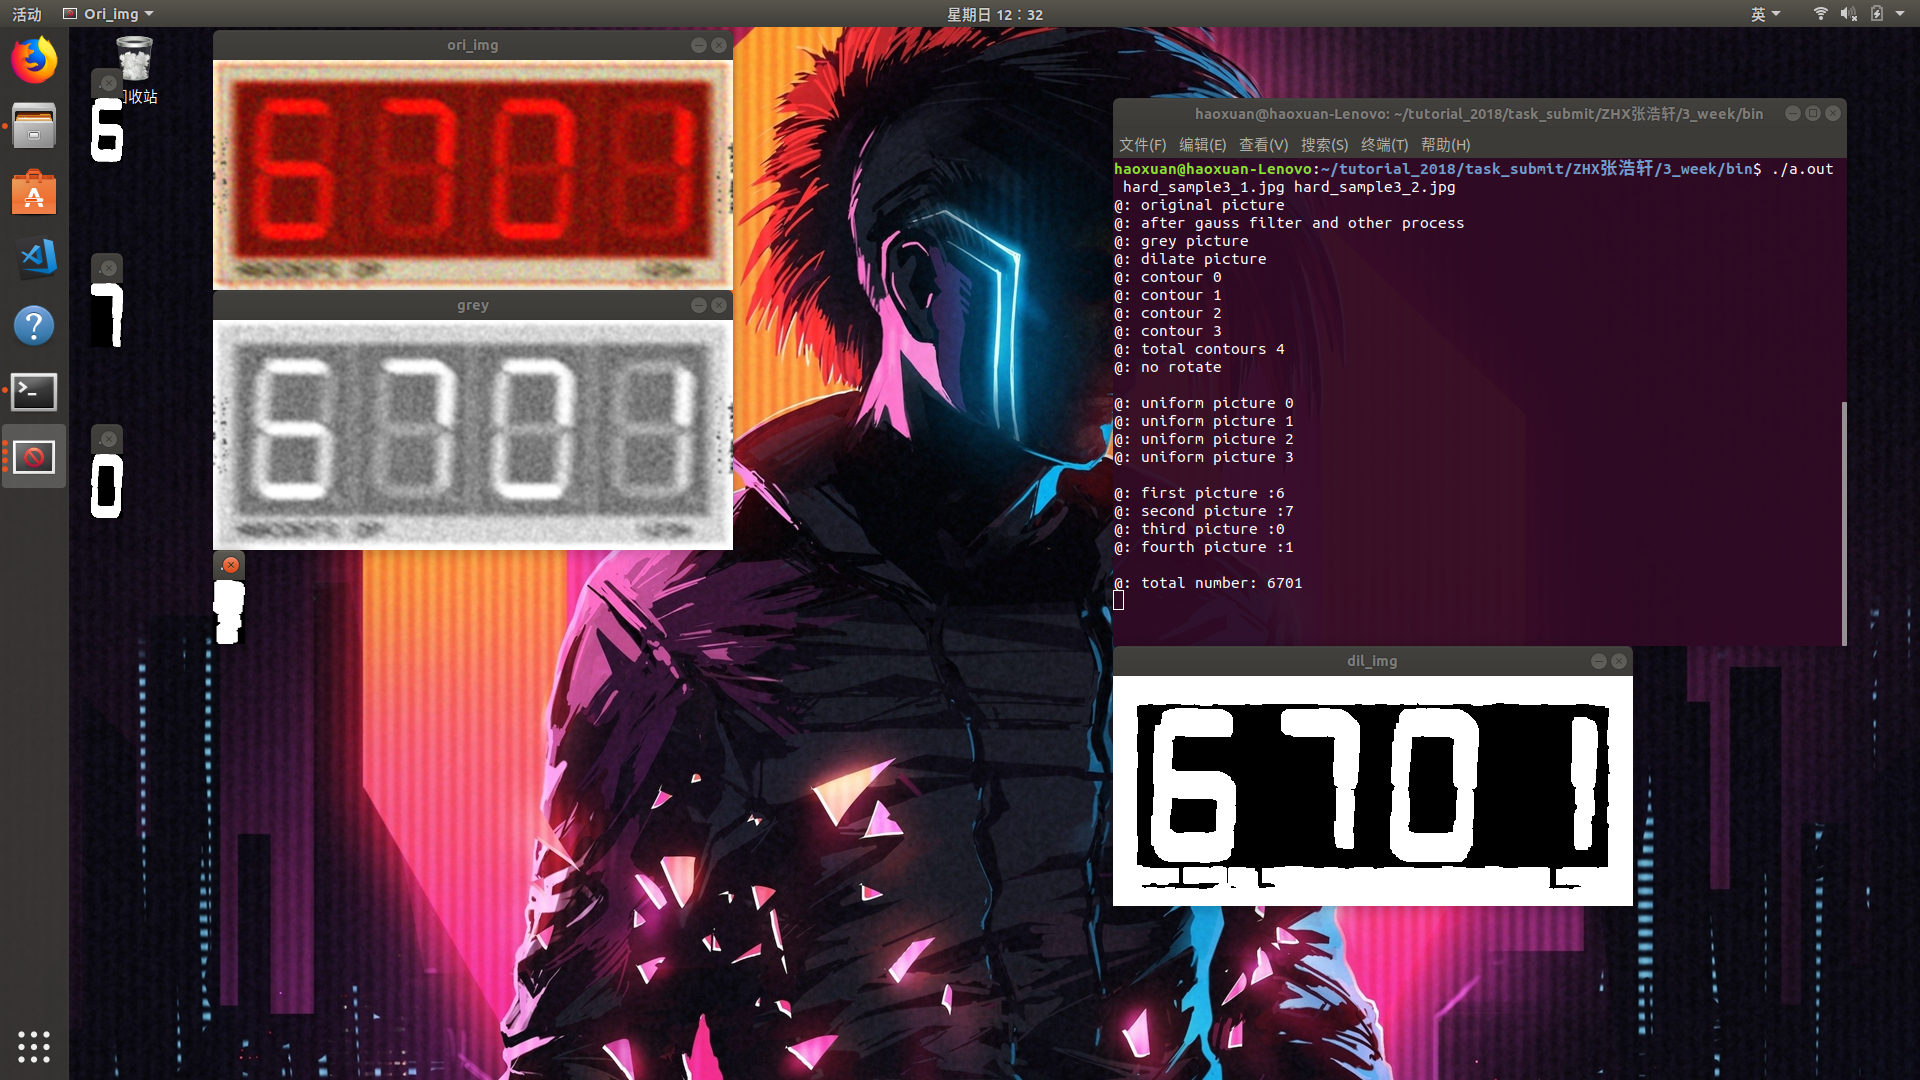 活动
Ori_img
星期日 12：32
英
回收站
ori_img
6701
grey
6701
6
7
0
haoxuan@haoxuan-Lenovo: ~/tutorial_2018/task_submit/ZHX张浩轩/3_week/bin
文件(F) 编辑(E) 查看(V) 搜索(S) 终端(T) 帮助(H)
haoxuan@haoxuan-Lenovo:~/tutorial_2018/task_submit/ZHX张浩轩/3_week/bin$ ./a.out
hard_sample3_1.jpg hard_sample3_2.jpg
@: original picture
@: after gauss filter and other process
@: grey picture
@: dilate picture
@: contour 0
@: contour 1
@: contour 2
@: contour 3
@: total contours 4
@: no rotate
@: uniform picture 0
@: uniform picture 1
@: uniform picture 2
@: uniform picture 3
@: first picture :6
@: second picture :7
@: third picture :0
@: fourth picture :1
@: total number: 6701
dil_img
6701